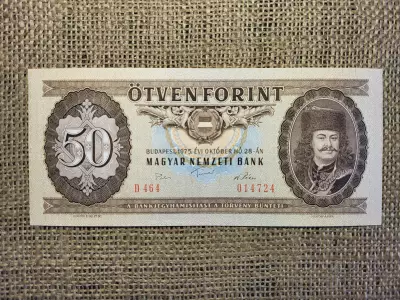 ÖTVEN FORINT
50
BUDAPEST, 1975. ÉVI OKTÓBER HÓ 28-ÁN
MAGYAR NEMZETI BANK
D 464 014724
A BANKJEGYHAMISÍTÁST A TÖRVÉNY BÜNTETI